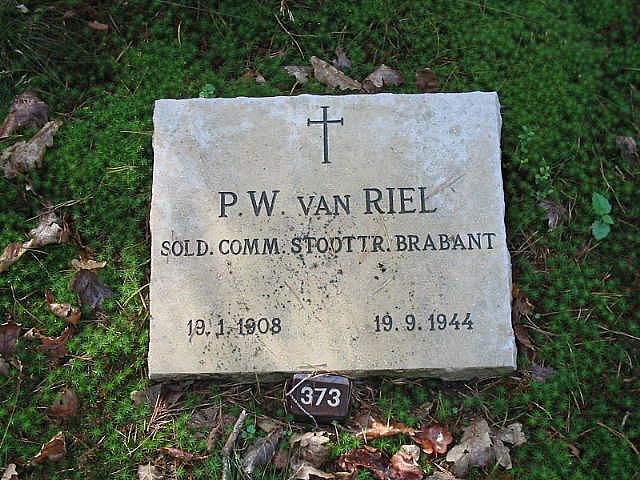 P.W. VAN RIEL
SOLD. COMM. STOOTTR. BRABANT
19.1.1908 19.9.1944
373